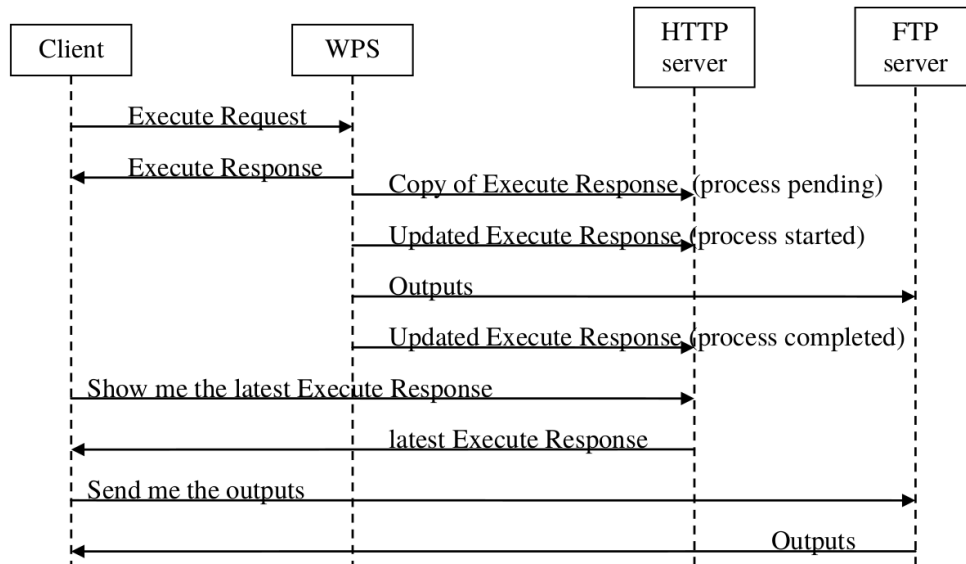 Client
WPS
HTTP
server
FTP
server
Execute Request
Execute Response
Copy of Execute Response (process pending)
Updated Execute Response (process started)
Outputs
Updated Execute Response (process completed)
Show me the latest Execute Response
latest Execute Response
Send me the outputs
Outputs